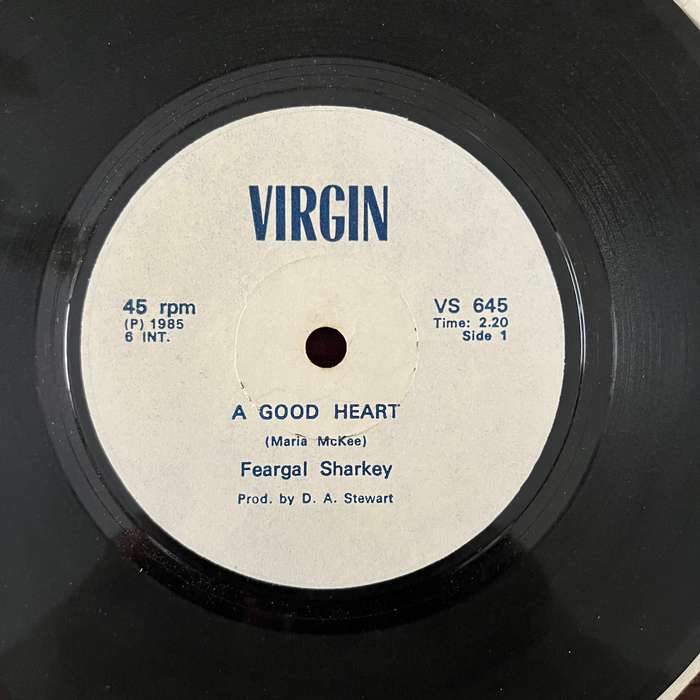 VIRGIN
45 rpm
(P) 1985
6 INT.
VS 645
Time: 2.20
Side 1
A GOOD HEART
(Maria McKee)
Feargal Sharkey
Prod. by D. A. Stewart